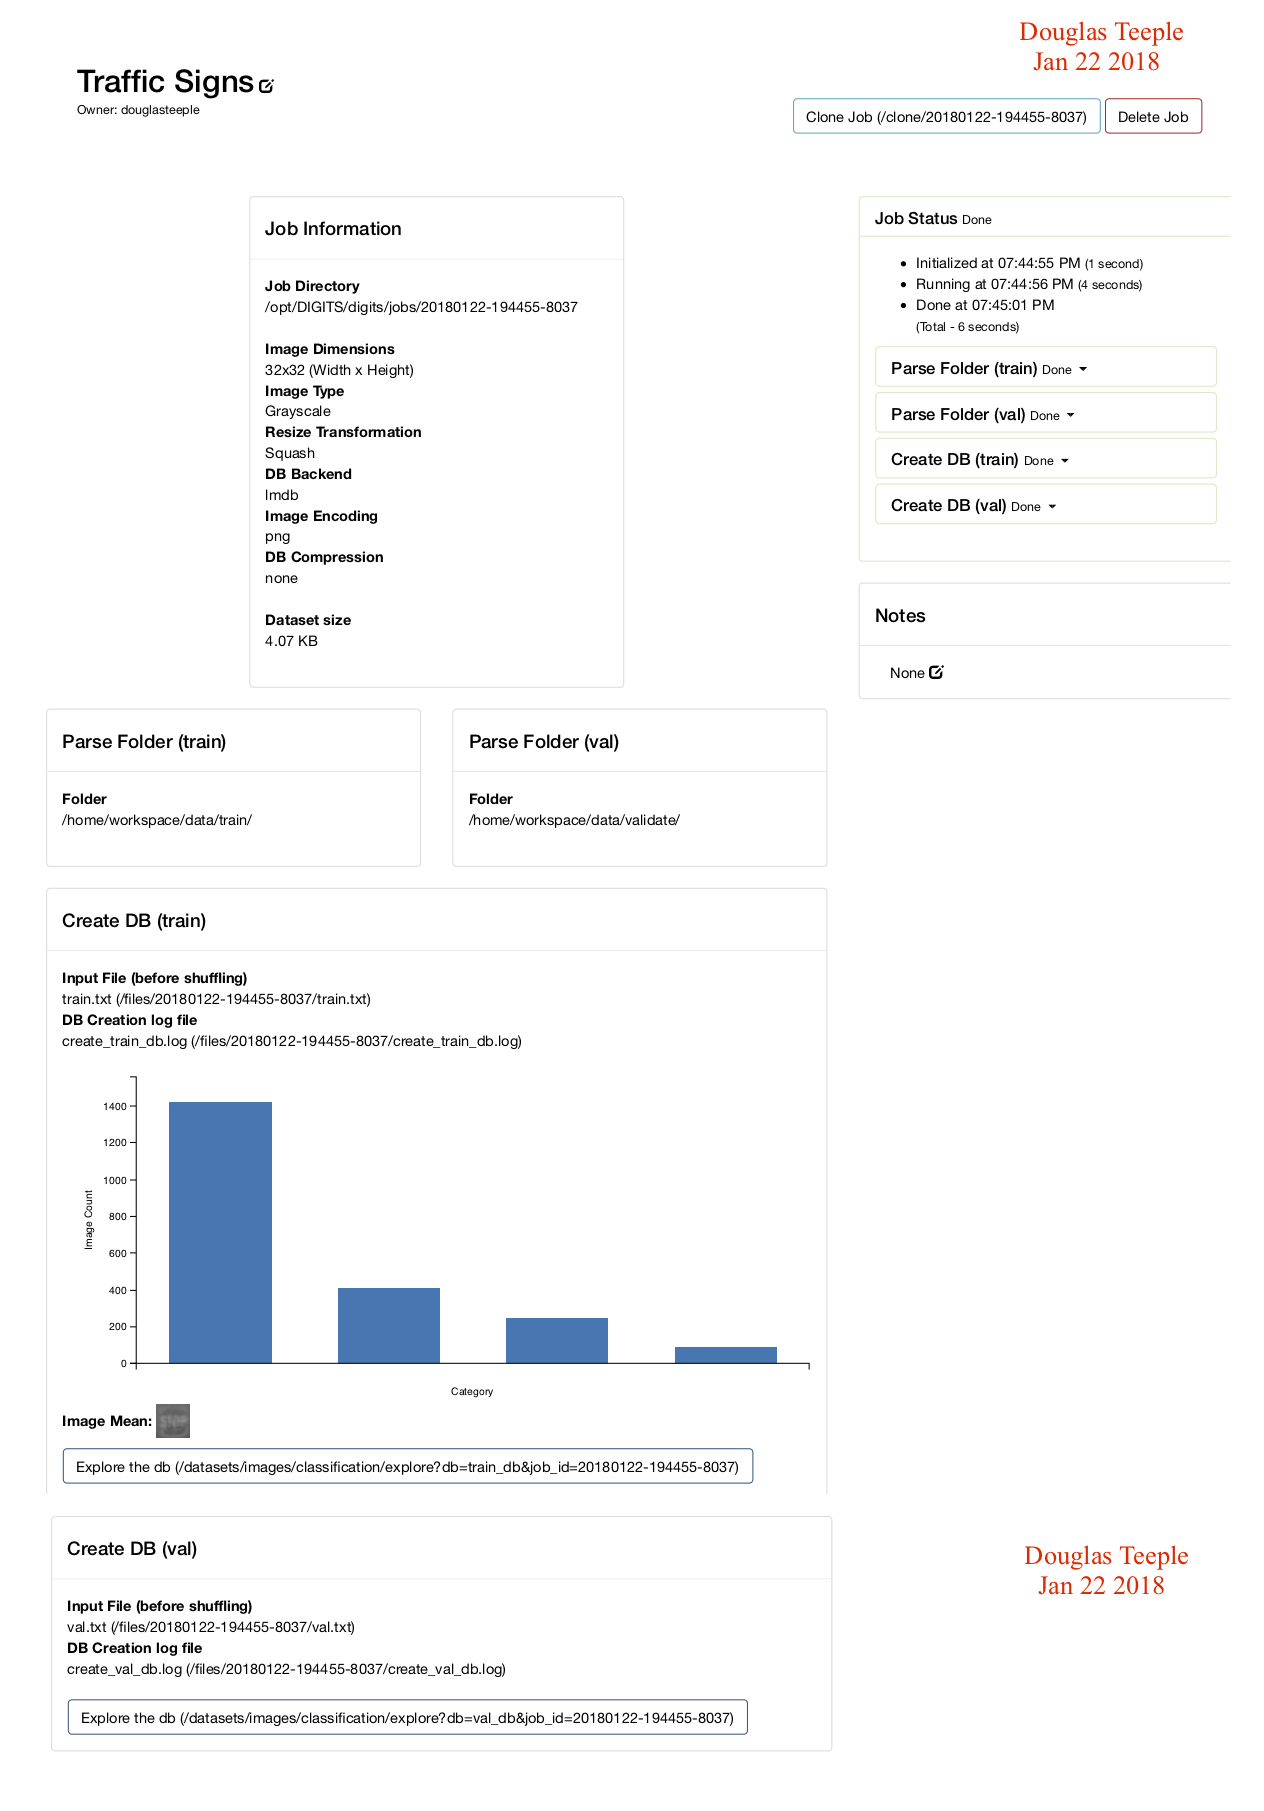 Douglas Teeple
Jan 22 2018
Traffic Signs
Owner: douglasteeple
Clone Job (/clone/20180122-194455-8037)
Delete Job
Job Information
Job Directory
/opt/DIGITS/digits/jobs/20180122-194455-8037
Image Dimensions
32x32 (Width x Height)
Image Type
Grayscale
Resize Transformation
Squash
DB Backend
lmdb
Image Encoding
png
DB Compression
none
Dataset size
4.07 KB
Job Status Done
• Initialized at 07:44:55 PM (1 second)
• Running at 07:44:56 PM (4 seconds)
• Done at 07:45:01 PM
(Total - 6 seconds)
Parse Folder (train) Done
Parse Folder (val) Done
Create DB (train) Done
Create DB (val) Done
Notes
None
Parse Folder (train)
Folder
/home/workspace/data/train/
Parse Folder (val)
Folder
/home/workspace/data/validate/
Create DB (train)
Input File (before shuffling)
train.txt (/files/20180122-194455-8037/train.txt)
DB Creation log file
create_train_db.log (/files/20180122-194455-8037/create_train_db.log)
1400
1200
1000
800
600
400
200
0
Image Count
Category
Image Mean:
STOP
Explore the db (/datasets/images/classification/explore?db=train_db&job_id=20180122-194455-8037)
Create DB (val)
Input File (before shuffling)
val.txt (/files/20180122-194455-8037/val.txt)
DB Creation log file
create_val_db.log (/files/20180122-194455-8037/create_val_db.log)
Explore the db (/datasets/images/classification/explore?db=val_db&job_id=20180122-194455-8037)
Douglas Teeple
Jan 22 2018